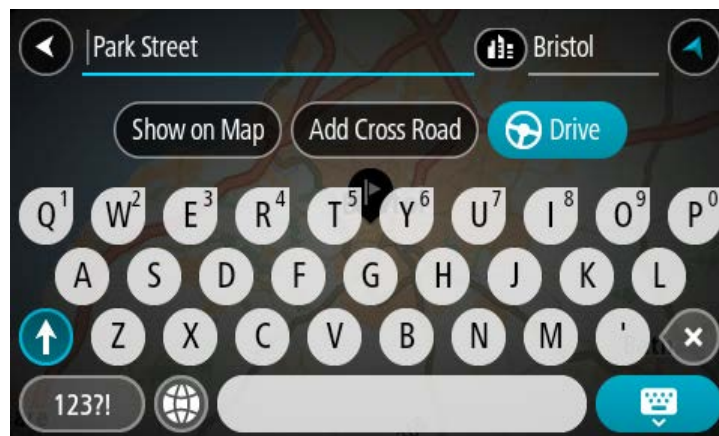 Park Street Bristol
Show on Map Add Cross Road Drive
Q1 W2 E3 R4 T5 Y6 U7 I8 O9 P0
A S D F G H J K L
Z X C V B N M '
123?!